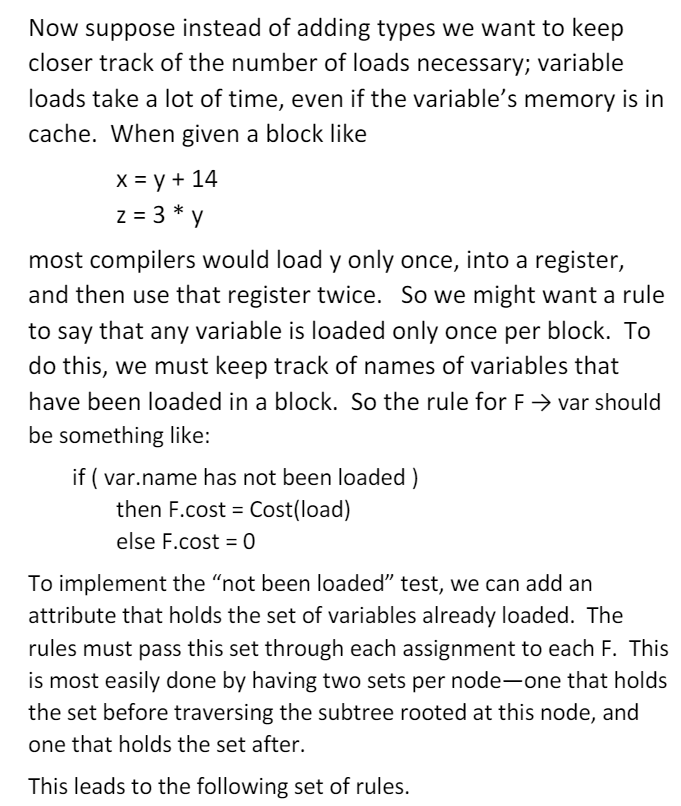 Now suppose instead of adding types we want to keep
closer track of the number of loads necessary; variable
loads take a lot of time, even if the variable’s memory is in
cache. When given a block like
x = y + 14
z = 3 * y
most compilers would load y only once, into a register,
and then use that register twice. So we might want a rule
to say that any variable is loaded only once per block. To
do this, we must keep track of names of variables that
have been loaded in a block. So the rule for F → var should
be something like:
if ( var.name has not been loaded )
then F.cost = Cost(load)
else F.cost = 0
To implement the “not been loaded” test, we can add an
attribute that holds the set of variables already loaded. The
rules must pass this set through each assignment to each F. This
is most easily done by having two sets per node—one that holds
the set before traversing the subtree rooted at this node, and
one that holds the set after.
This leads to the following set of rules.